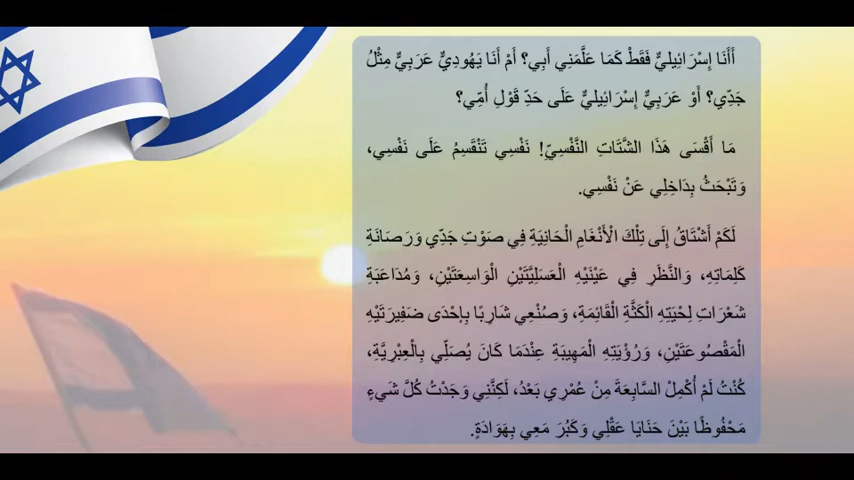 أَأَنَا إِسْرَائِيلِيٌّ فَقَطْ كَمَا عَلَّمَنِي أَبِي؟ أَمْ أَنَا يَهُودِيٌّ عَرَبِيٌّ مِثْلُ
جَدِّي؟ أَوْ عَرَبِيٌّ إِسْرَائِيلِيٌّ عَلَى حَدِّ قَوْلِ أُمِّي؟
مَا أَقْسَى هَذَا الشَّتَاتِ النَّفْسِيِّ! نَفْسِي تَنْقَسِمُ عَلَى نَفْسِي،
وَتَبْحَثُ بِدَاخِلِي عَنْ نَفْسِي.
لَكَمْ أَشْتَاقُ إِلَى تِلْكَ الْأَنْغَامِ الْحَانِيَةِ فِي صَوْتِ جَدِّي وَرَصَانَةِ
كَلِمَاتِهِ، وَالنَّظَرِ فِي عَيْنَيْهِ الْعَسَلِيَّتَيْنِ الْوَاسِعَتَيْنِ، وَمُدَاعَبَةِ
شَعْرَاتِ لِحْيَتِهِ الْكَثَّةِ الْقَائِمَةِ، وَصُنْعِي شَارِبًا بِإِحْدَى ضَفِيرَتَيْهِ
الْمَقْصُوعَتَيْنِ، وَرُؤْيَتِهِ الْمَهِيبَةِ عِنْدَمَا كَانَ يُصَلِّي بِالْعِبْرِيَّةِ،
كُنْتُ لَمْ أُكْمِلْ السَّابِعَةَ مِنْ عُمْرِي بَعْدُ، لَكِنَّنِي وَجَدْتُ كُلَّ شَيْءٍ
مَحْفُوظًا بَيْنَ حَنَايَا عَقْلِي وَكَبُرَ مَعِي بِهَوَادَةٍ.